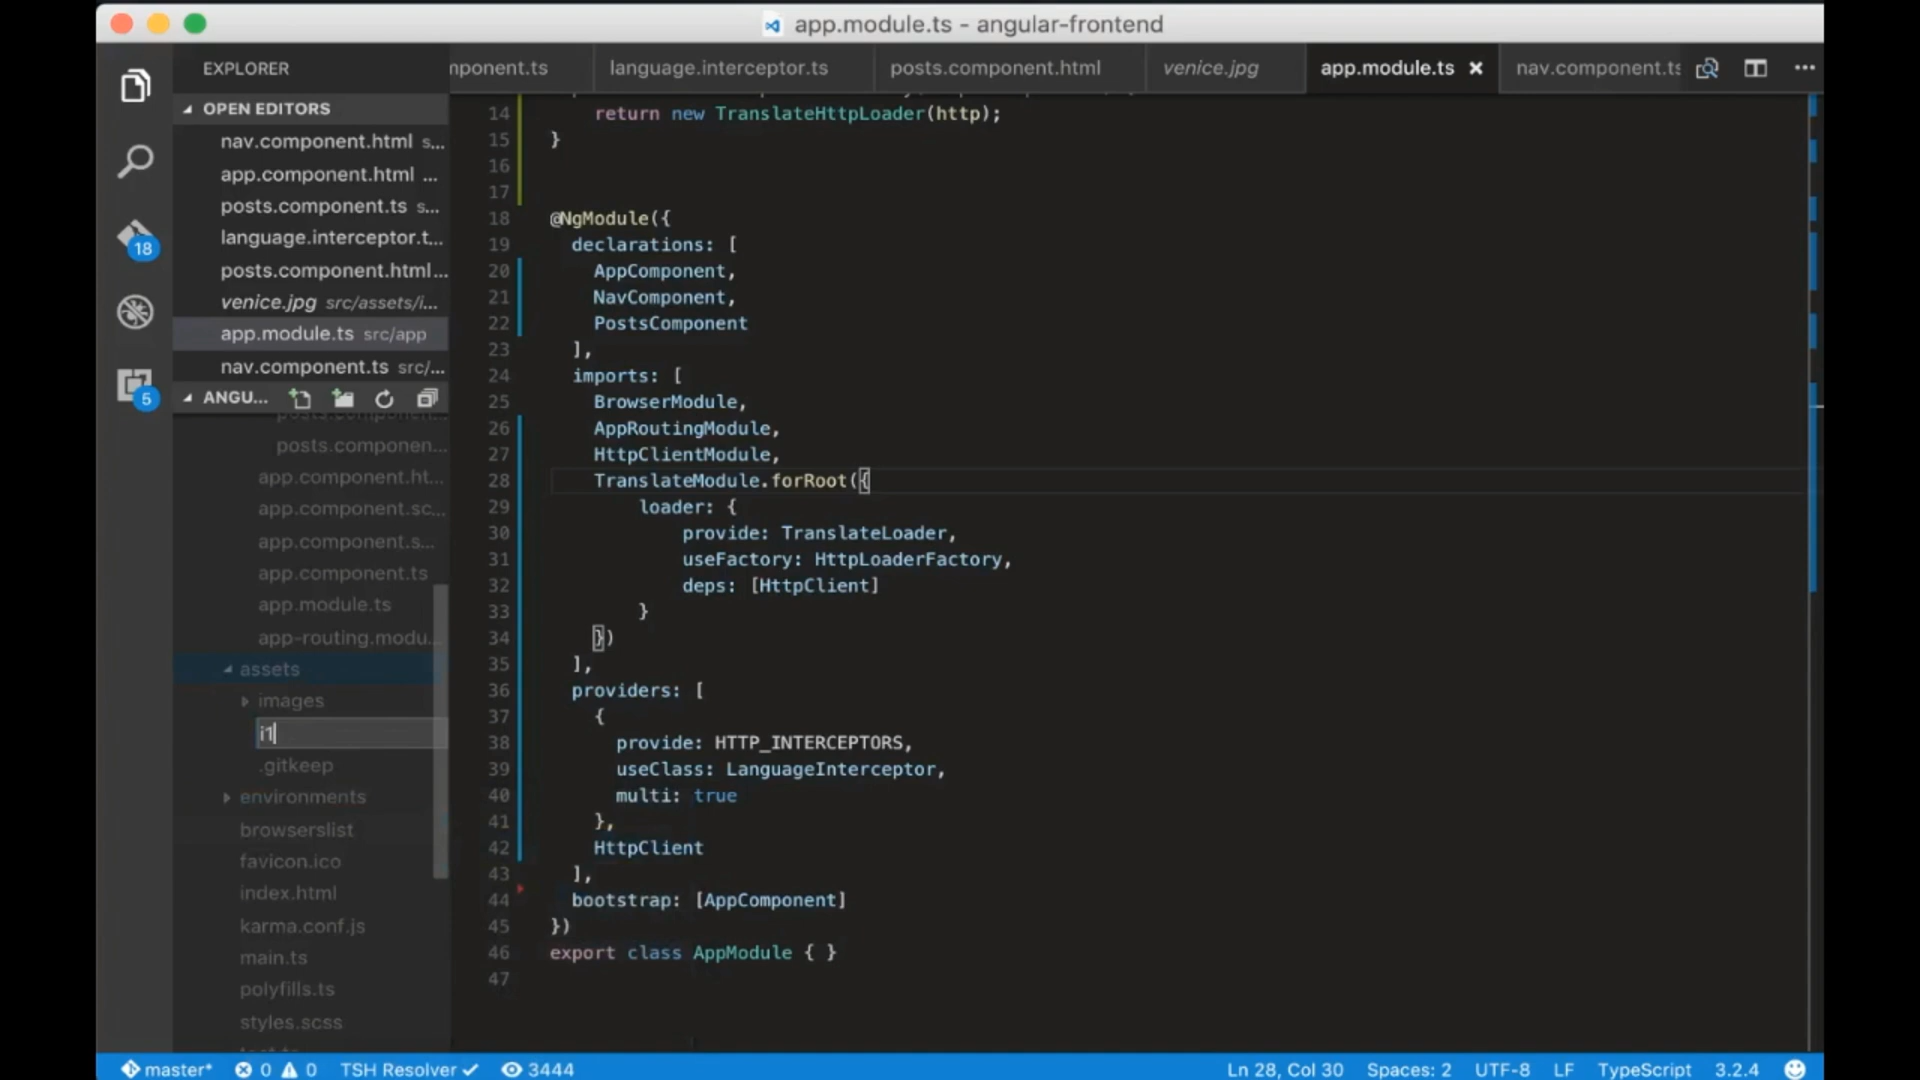 app.module.ts - angular-frontend
EXPLORER
mponent.ts
language.interceptor.ts
posts.component.html
venice.jpg
app.module.ts
nav.component.ts
OPEN EDITORS
nav.component.html s...
app.component.html ...
posts.component.ts s...
language.interceptor.t...
posts.component.html...
venice.jpg src/assets/i...
app.module.ts src/app
nav.component.ts src/...
ANGU...
posts.componen...
app.component.ht...
app.component.sc...
app.component.s...
app.component.ts
app.module.ts
app-routing.modu...
assets
images
i1
.gitkeep
environments
browserslist
favicon.ico
index.html
karma.conf.js
main.ts
polyfills.ts
styles.scss
18
5
14 return new TranslateHttpLoader(http);
15 }
16
17
18 @NgModule({
19 declarations: [
20 AppComponent,
21 NavComponent,
22 PostsComponent
23 ],
24 imports: [
25 BrowserModule,
26 AppRoutingModule,
27 HttpClientModule,
28 TranslateModule.forRoot({
29 loader: {
30 provide: TranslateLoader,
31 useFactory: HttpLoaderFactory,
32 deps: [HttpClient]
33 }
34 })
35 ],
36 providers: [
37 {
38 provide: HTTP_INTERCEPTORS,
39 useClass: LanguageInterceptor,
40 multi: true
41 },
42 HttpClient
43 ],
44 bootstrap: [AppComponent]
45 })
46 export class AppModule { }
47
master* 0 0 TSH Resolver 3444 Ln 28, Col 30 Spaces: 2 UTF-8 LF TypeScript 3.2.4